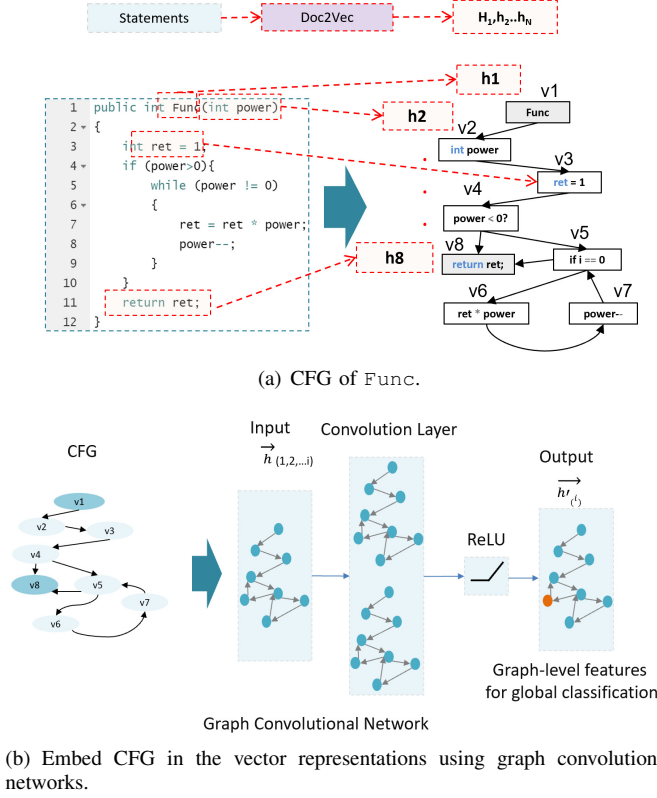 Statements
Doc2Vec
H1,h2..hN
h1
h2
h8
1 public int Func(int power)
2 {
3 int ret = 1;
4 if (power>0){
5 while (power != 0)
6 {
7 ret = ret * power;
8 power--;
9 }
10 }
11 return ret;
12 }
v1
Func
v2
int power
v3
ret = 1
v4
power < 0?
v5
if i == 0
v8
return ret;
v6
ret * power
v7
power--
(a) CFG of Func.
CFG
v1
v2
v3
v4
v8
v5
v7
v6
Input
h (1,2,...i)
Convolution Layer
ReLU
Output
h′(i)
Graph-level features
for global classification
Graph Convolutional Network
(b) Embed CFG in the vector representations using graph convolution
networks.